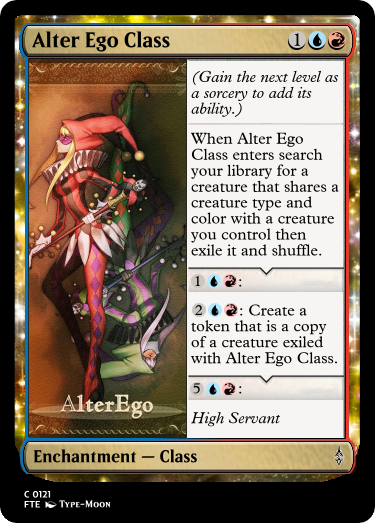 Alter Ego Class 1UR
(Gain the next level as
a sorcery to add its
ability.)
When Alter Ego
Class enters search
your library for a
creature that shares a
creature type and
color with a creature
you control then
exile it and shuffle.
1 :
2 : Create a
token that is a copy
of a creature exiled
with Alter Ego Class.
5 :
High Servant
AlterEgo
Enchantment — Class
C 0121
FTE Type-Moon